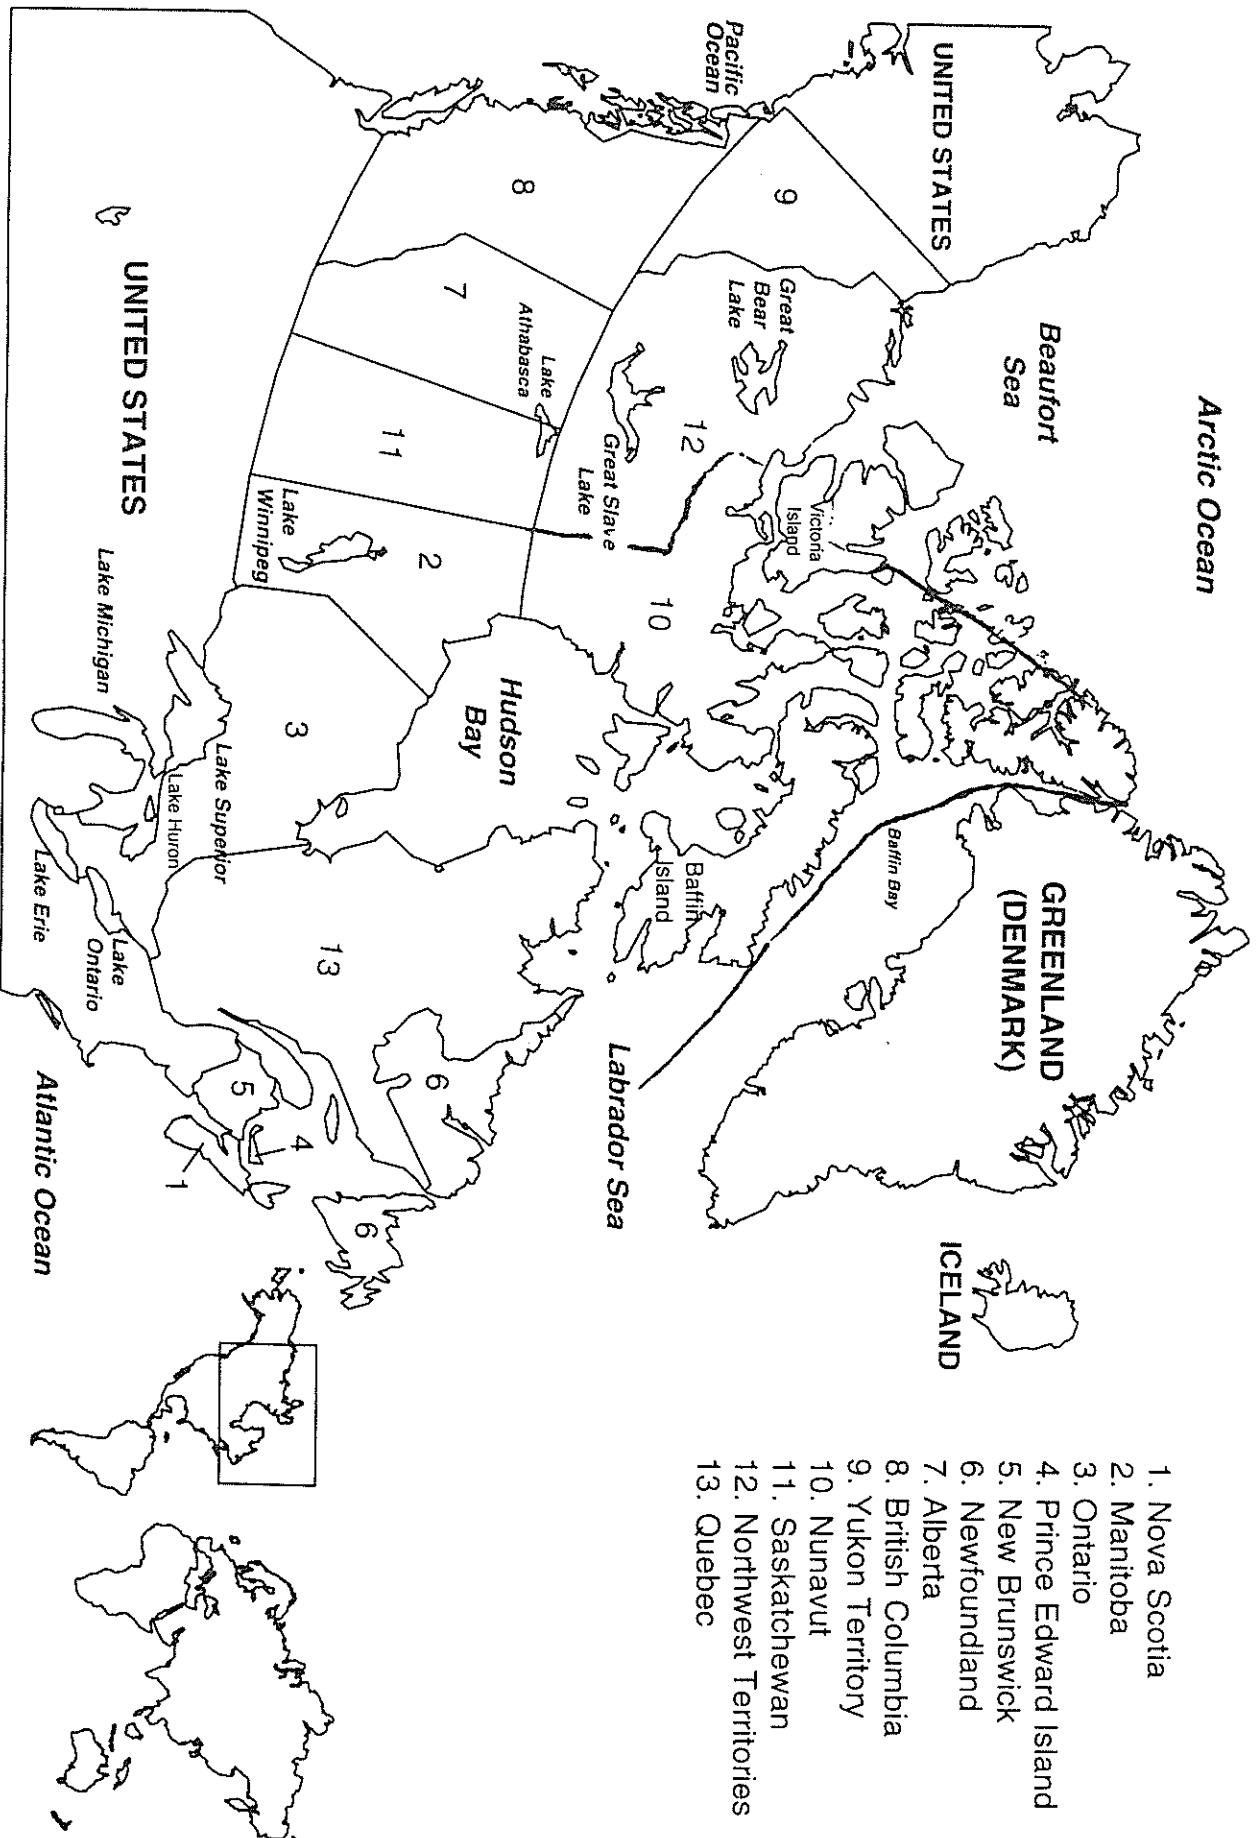 Arctic Ocean
Beaufort
Sea
UNITED STATES
Pacific
Ocean
9
Great
Bear
Lake
12
Victoria
Island
Great Slave
Lake
10
8
7
Lake
Athabasca
11
2
Lake
Winnipeg
Hudson
Bay
3
Baffin Bay
Baffin
Island
GREENLAND
(DENMARK)
ICELAND
Labrador Sea
13
6
6
5
4
1
UNITED STATES
Lake Michigan
Lake Superior
Lake Huron
Lake Erie
Lake
Ontario
Atlantic Ocean
1. Nova Scotia
2. Manitoba
3. Ontario
4. Prince Edward Island
5. New Brunswick
6. Newfoundland
7. Alberta
8. British Columbia
9. Yukon Territory
10. Nunavut
11. Saskatchewan
12. Northwest Territories
13. Quebec